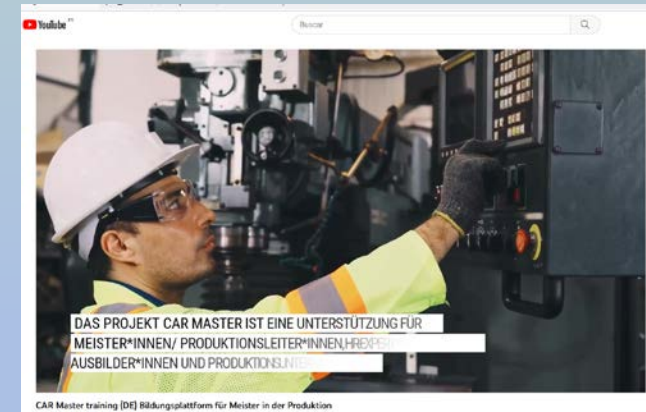 YouTube ES
Buscar
DAS PROJEKT CAR MASTER IST EINE UNTERSTÜTZUNG FÜR
MEISTER*INNEN/ PRODUKTIONSLEITER*INNEN,
AUSBILDER*INNEN UND
CAR Master training (DE) Bildungsplattform für Meister in der Produktion